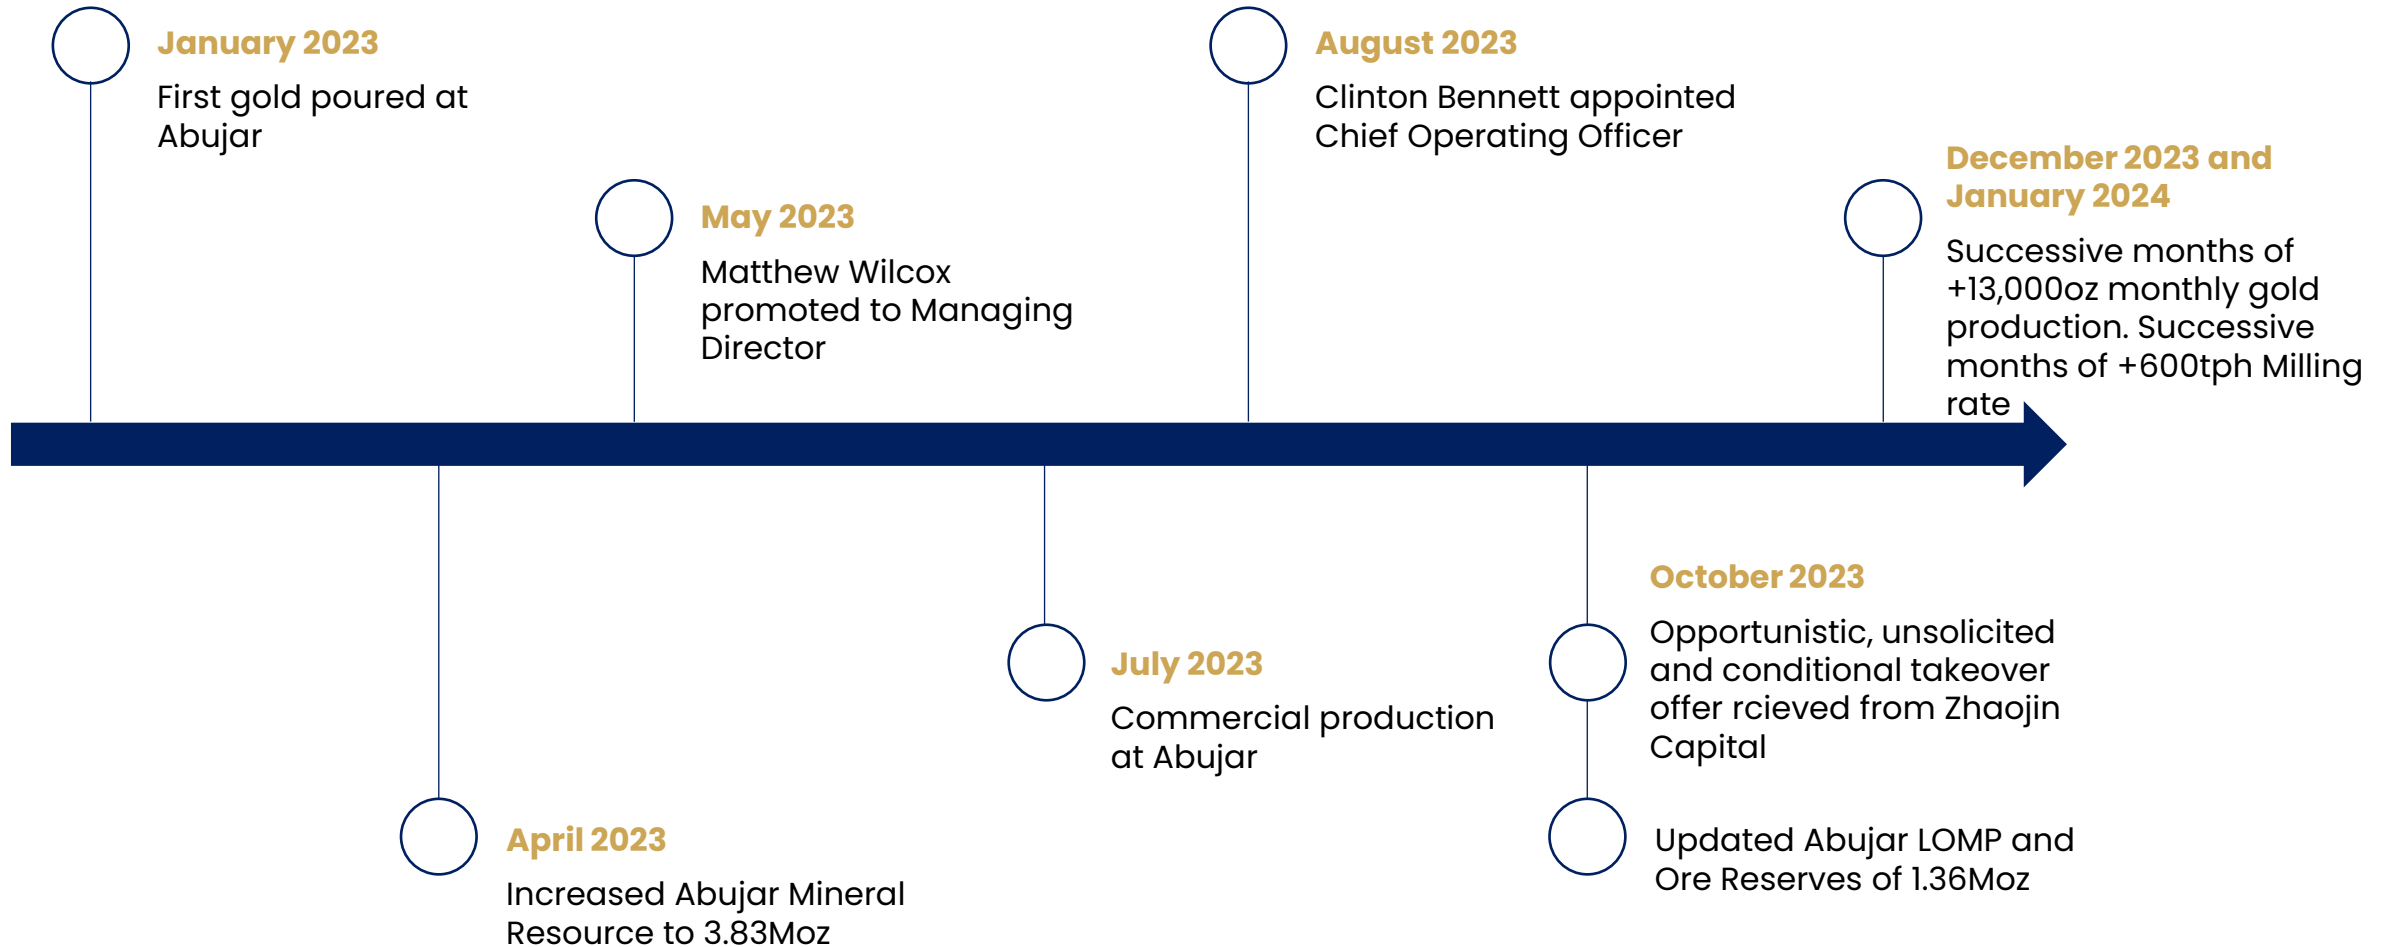 January 2023
First gold poured at
Abujar
April 2023
Increased Abujar Mineral
Resource to 3.83Moz
May 2023
Matthew Wilcox
promoted to Managing
Director
July 2023
Commercial production
at Abujar
August 2023
Clinton Bennett appointed
Chief Operating Officer
October 2023
Opportunistic, unsolicited
and conditional takeover
offer rcieved from Zhaojin
Capital
Updated Abujar LOMP and
Ore Reserves of 1.36Moz
December 2023 and
January 2024
Successive months of
+13,000oz monthly gold
production. Successive
months of +600tph Milling
rate